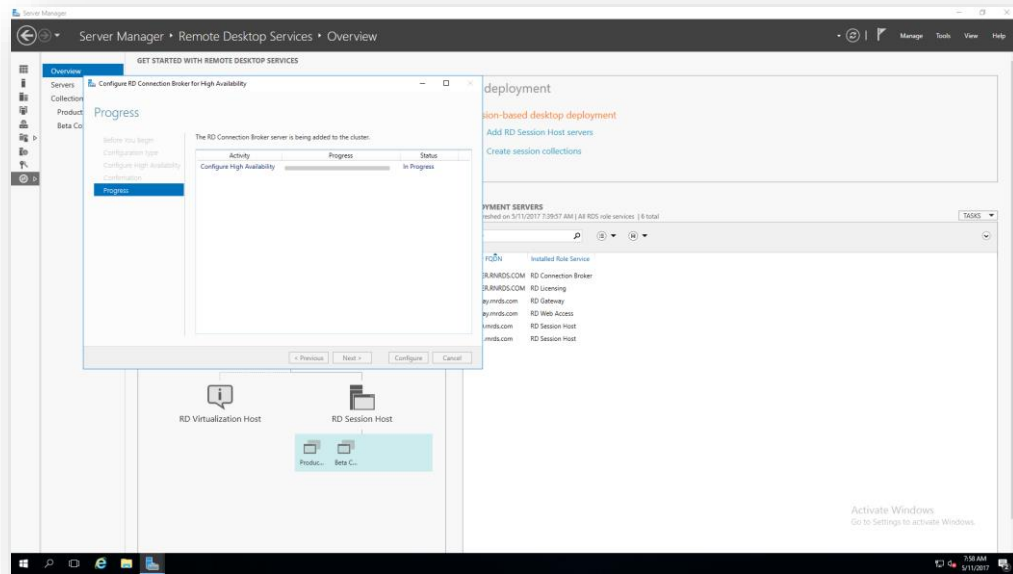 Server Manager
Server Manager • Remote Desktop Services • Overview
Manage Tools View Help
GET STARTED WITH REMOTE DESKTOP SERVICES
Overview
Servers
Collection
Product
Beta Co
Configure RD Connection Broker for High Availability
Progress
Before You Begin
Configuration type
Configure High Availability
Confirmation
Progress
The RD Connection Broker server is being added to the cluster.
Activity Progress Status
Configure High Availability In Progress
< Previous Next > Configure Cancel
deployment
sion-based desktop deployment
Add RD Session Host servers
Create session collections
OYMENT SERVERS
reshed on 5/11/2017 7:39:57 AM | All RDS role services | 6 total
TASKS
FQDN Installed Role Service
ER.RNRDS.COM RD Connection Broker
ER.RNRDS.COM RD Licensing
ay.rnrds.com RD Gateway
ay.rnrds.com RD Web Access
.rnrds.com RD Session Host
.rnrds.com RD Session Host
RD Virtualization Host
RD Session Host
Produc... Beta C...
Activate Windows
Go to Settings to activate Windows.
7:50 AM
5/11/2017